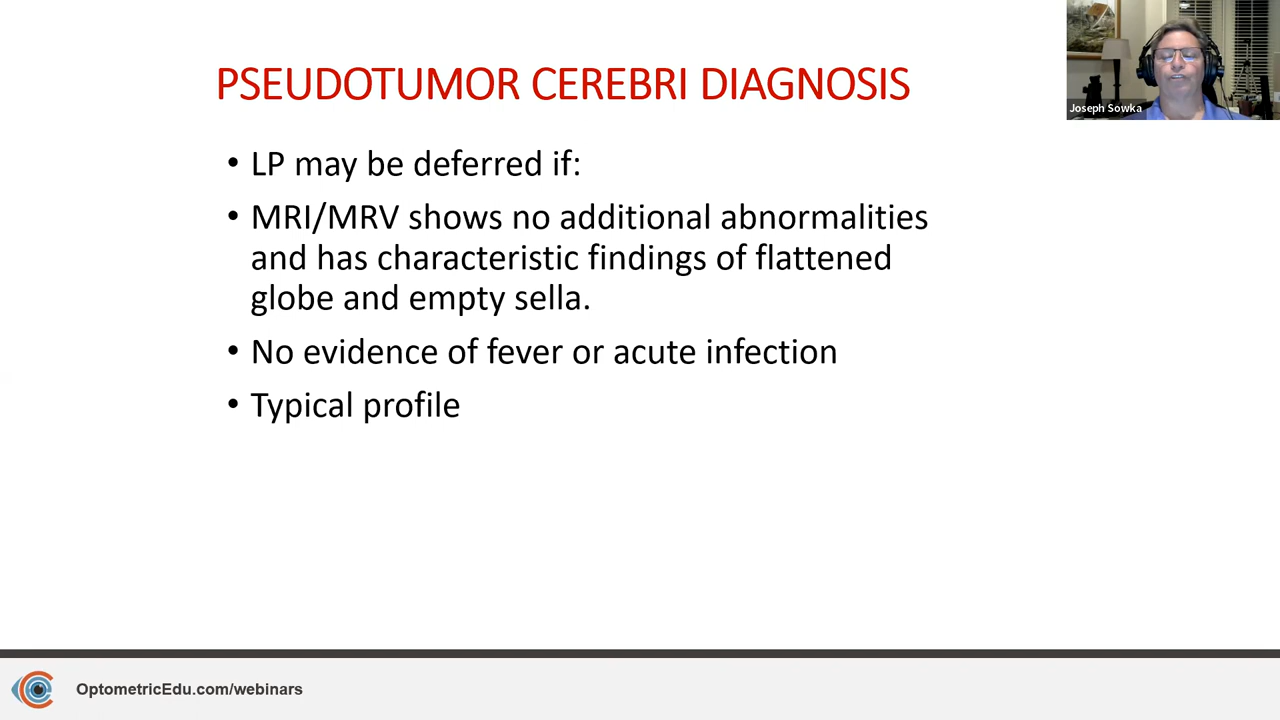 Joseph Sowka
PSEUDOTUMOR CEREBRI DIAGNOSIS
• LP may be deferred if:
• MRI/MRV shows no additional abnormalities
and has characteristic findings of flattened
globe and empty sella.
• No evidence of fever or acute infection
• Typical profile
OptometricEdu.com/webinars